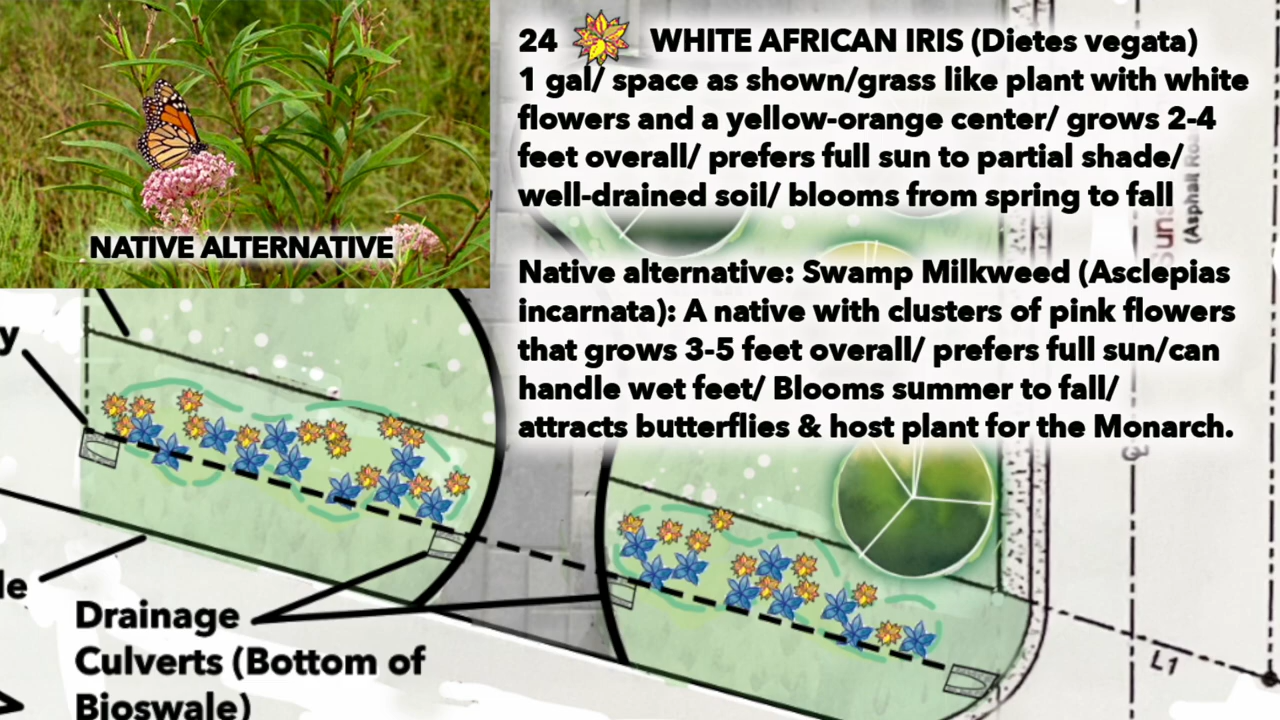 24 WHITE AFRICAN IRIS (Dietes vegata)
1 gal/ space as shown/grass like plant with white
flowers and a yellow-orange center/ grows 2-4
feet overall/ prefers full sun to partial shade/
well-drained soil/ blooms from spring to fall
Native alternative: Swamp Milkweed (Asclepias
incarnata): A native with clusters of pink flowers
that grows 3-5 feet overall/ prefers full sun/can
handle wet feet/ Blooms summer to fall/
attracts butterflies & host plant for the Monarch.
NATIVE ALTERNATIVE
Suns
(Asphalt Ro
y
le
Drainage
Culverts (Bottom of
Bioswale)
L1